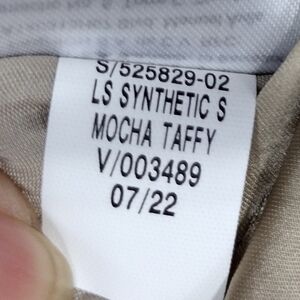 S/525829-02
LS SYNTHETIC S
MOCHA TAFFY
V/003489
07/22